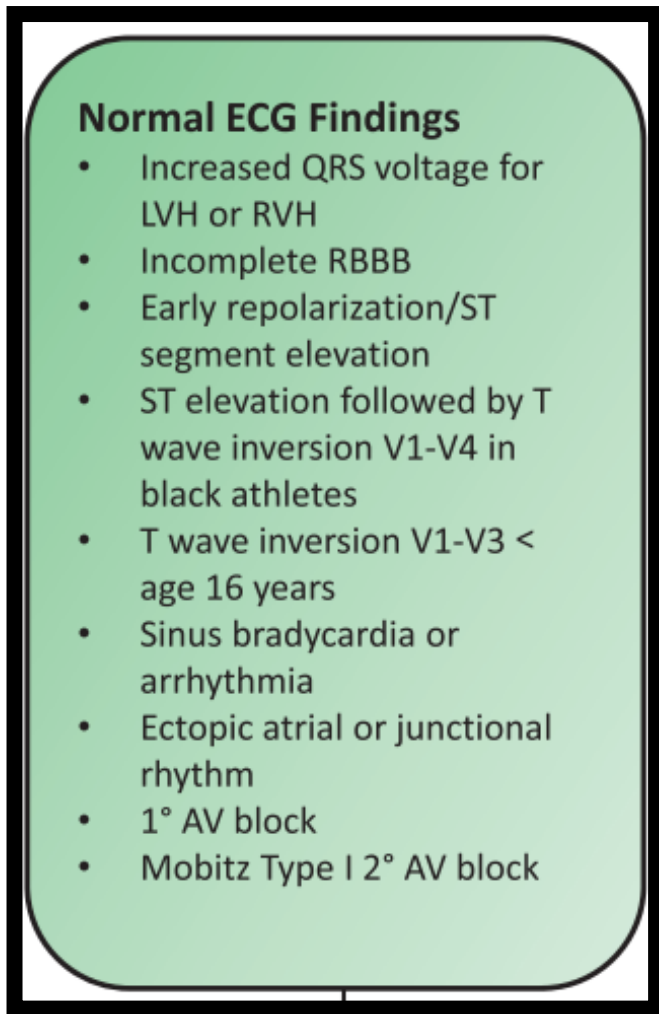 Normal ECG Findings
• Increased QRS voltage for
LVH or RVH
• Incomplete RBBB
• Early repolarization/ST
segment elevation
• ST elevation followed by T
wave inversion V1-V4 in
black athletes
• T wave inversion V1-V3 <
age 16 years
• Sinus bradycardia or
arrhythmia
• Ectopic atrial or junctional
rhythm
• 1° AV block
• Mobitz Type I 2° AV block